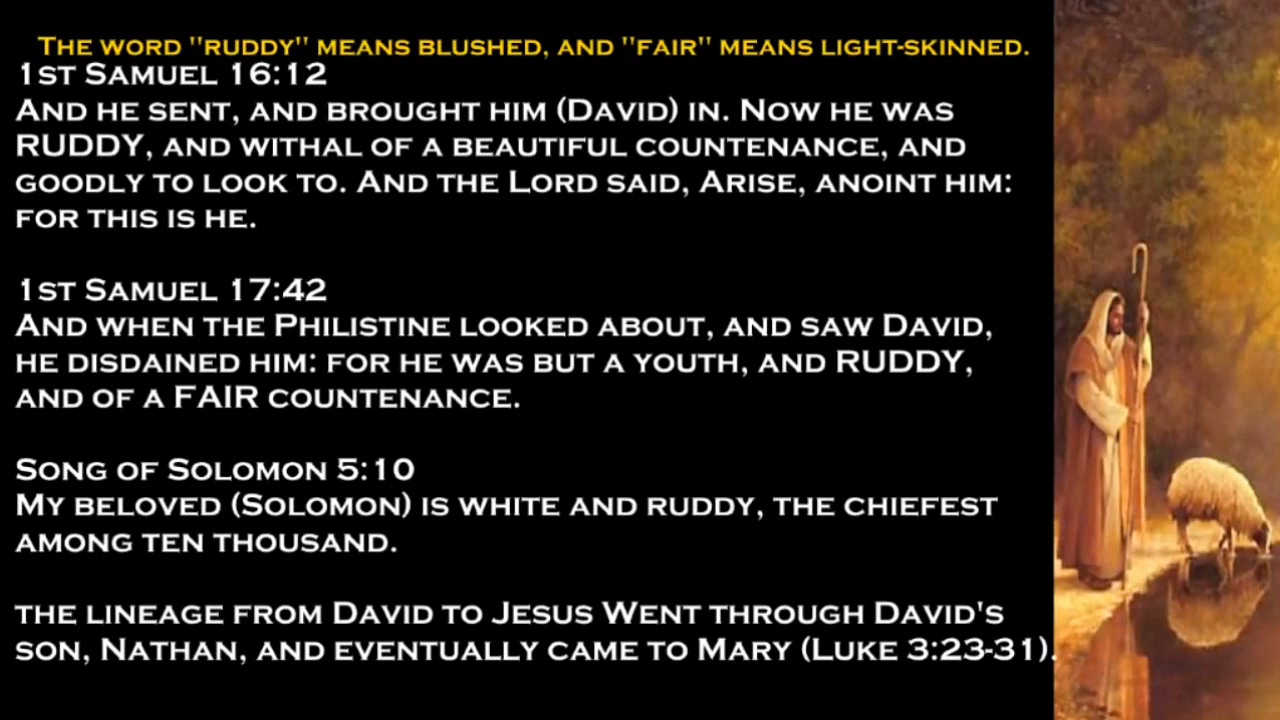 The word "ruddy" means blushed, and "fair" means light-skinned.
1st Samuel 16:12
And he sent, and brought him (David) in. Now he was
RUDDY, and withal of a beautiful countenance, and
goodly to look to. And the Lord said, Arise, anoint him:
for this is he.
1st Samuel 17:42
And when the Philistine looked about, and saw David,
he disdained him: for he was but a youth, and RUDDY,
and of a FAIR countenance.
Song of Solomon 5:10
My beloved (Solomon) is white and ruddy, the chiefest
among ten thousand.
the lineage from David to Jesus Went through David's
son, Nathan, and eventually came to Mary (Luke 3:23-31).